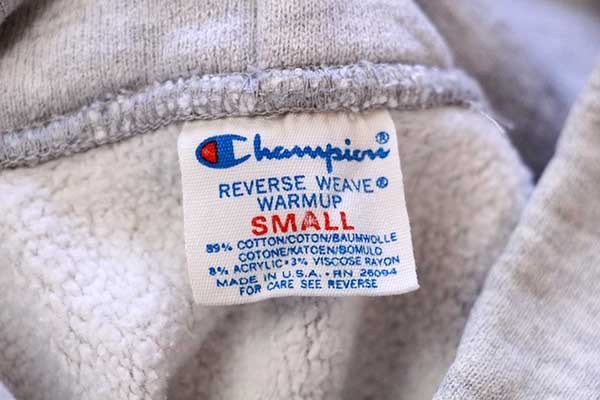 Champion®
REVERSE WEAVE®
WARMUP
SMALL
89% COTTON/COTON/BAUMWOLLE
COTONE/KATOEN/BOMULD
8% ACRYLIC•3% VISCOSE RAYON
MADE IN U.S.A.•RN 26094
FOR CARE SEE REVERSE